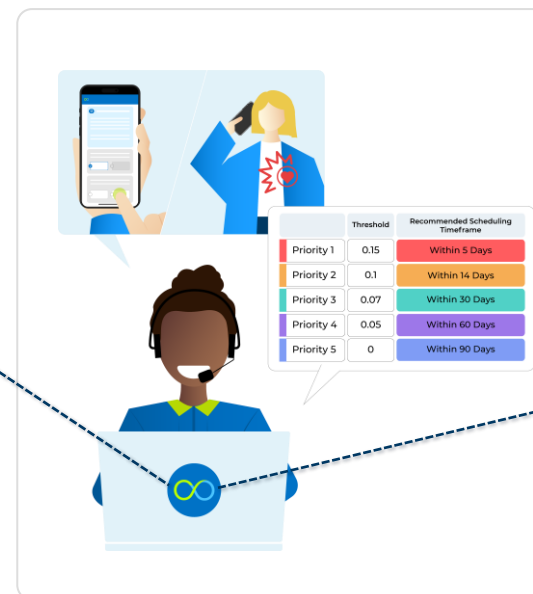 Threshold
Recommended Scheduling
Timeframe
Priority 1 0.15 Within 5 Days
Priority 2 0.1 Within 14 Days
Priority 3 0.07 Within 30 Days
Priority 4 0.05 Within 60 Days
Priority 5 0 Within 90 Days